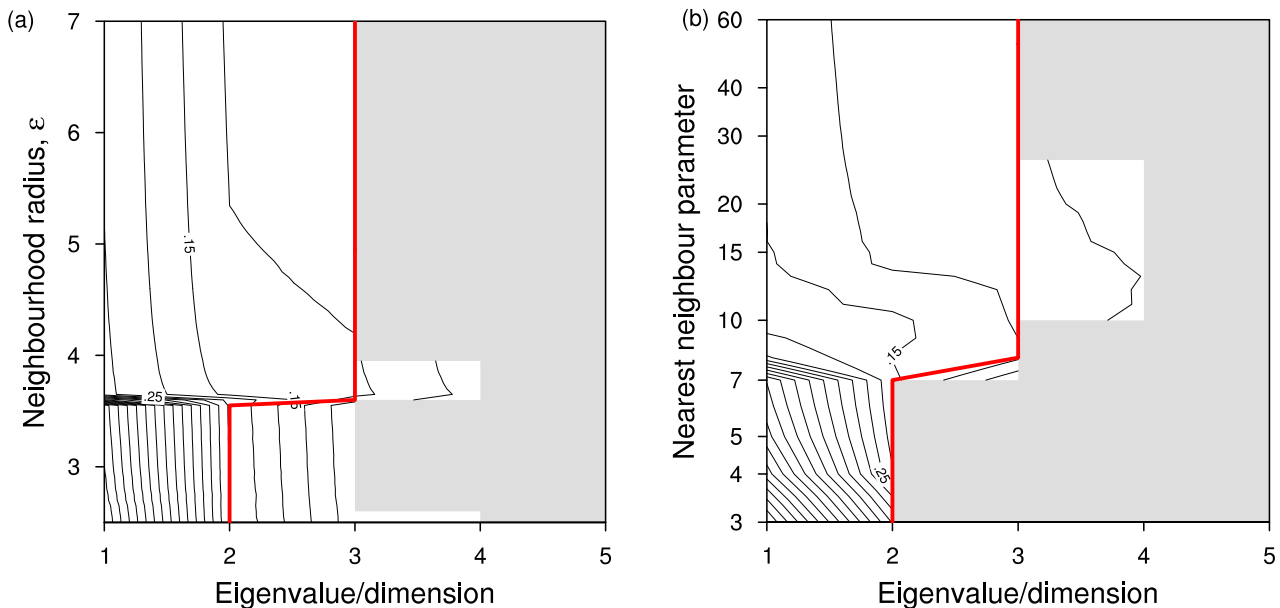 (a)
7
6
5
4
3
Neighbourhood radius, ε
.15
.25
.15
1 2 3 4 5
Eigenvalue/dimension
(b)
60
40
30
20
15
10
7
5
4
3
Nearest neighbour parameter
.15
.25
1 2 3 4 5
Eigenvalue/dimension